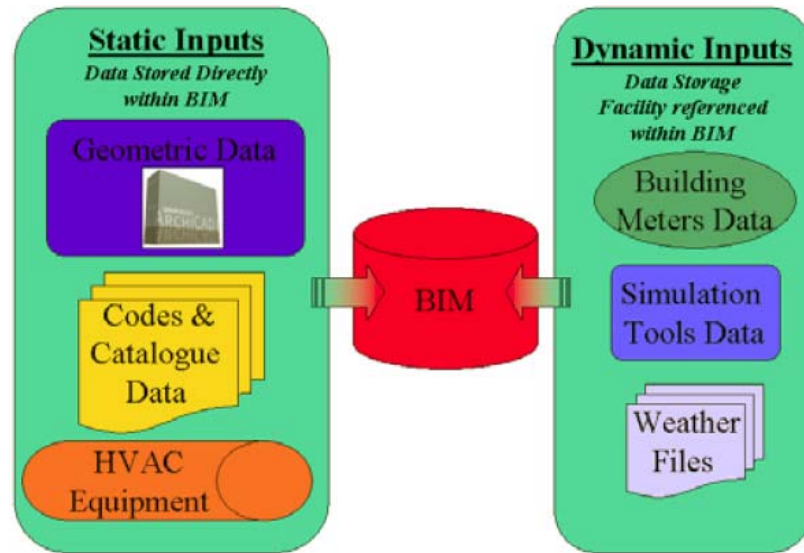 Static Inputs
Data Stored Directly
within BIM
Geometric Data
ARCHICAD
Codes &
Catalogue
Data
HVAC
Equipment
BIM
Dynamic Inputs
Data Storage
Facility referenced
within BIM
Building
Meters Data
Simulation
Tools Data
Weather
Files